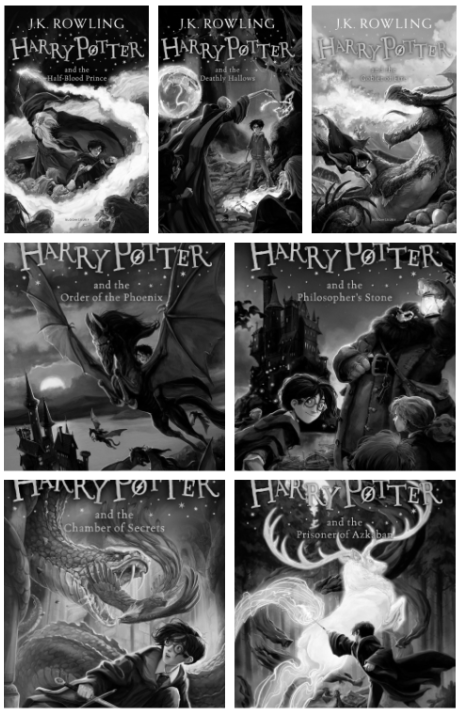 J.K. ROWLING
HARRY POTTER
and the
Half-Blood Prince
J.K. ROWLING
HARRY POTTER
and the
Deathly Hallows
J.K. ROWLING
HARRY POTTER
and the
HARRY POTTER
and the
Order of the Phoenix
HARRY POTTER
and the
Philosopher's Stone
HARRY POTTER
and the
Chamber of Secrets
HARRY POTTER
and the
Prisoner of Azkaban